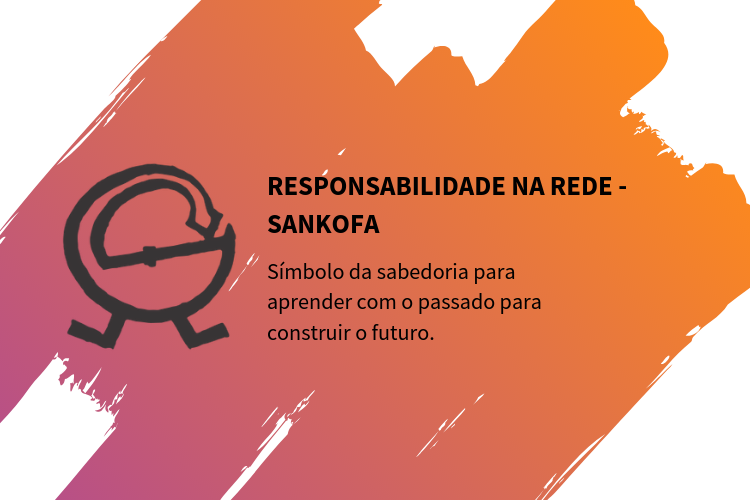 RESPONSABILIDADE NA REDE -
SANKOFA
Símbolo da sabedoria para
aprender com o passado para
construir o futuro.